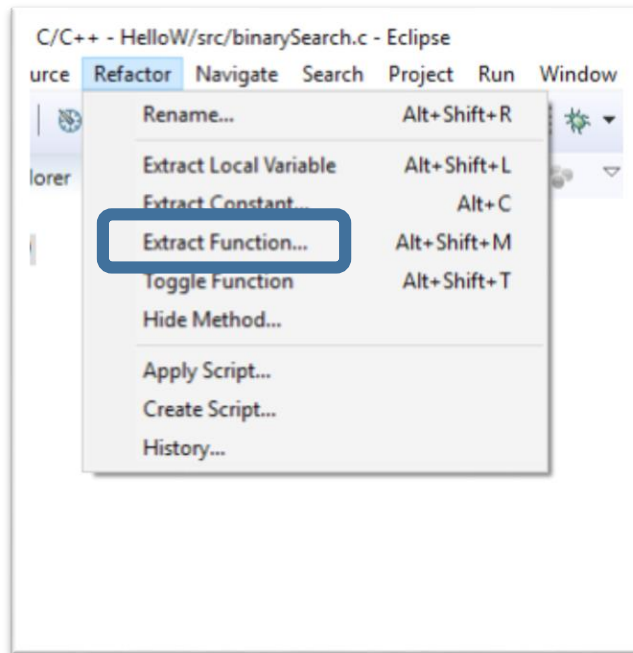 C/C++ - HelloW/src/binarySearch.c - Eclipse
urce Refactor Navigate Search Project Run Window
Rename... Alt+Shift+R
lorer Extract Local Variable Alt+Shift+L
Extract Constant... Alt+C
Extract Function... Alt+Shift+M
Toggle Function Alt+Shift+T
Hide Method...
Apply Script...
Create Script...
History...